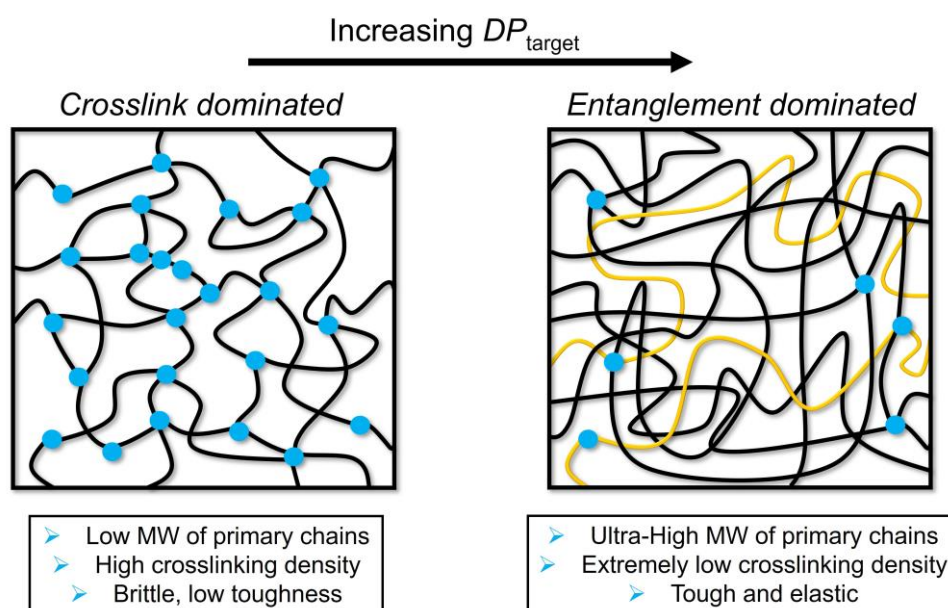 Increasing DPtarget
Crosslink dominated
Entanglement dominated
➢ Low MW of primary chains
➢ High crosslinking density
➢ Brittle, low toughness
➢ Ultra-High MW of primary chains
➢ Extremely low crosslinking density
➢ Tough and elastic